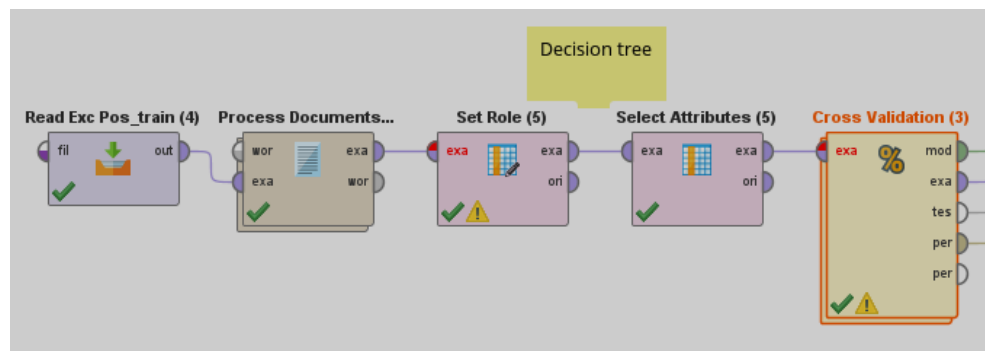 Decision tree
Read Exc Pos_train (4)
Process Documents...
Set Role (5)
Select Attributes (5)
Cross Validation (3)
fil
out
wor
exa
exa
wor
exa
exa
ori
exa
exa
ori
exa
mod
exa
tes
per
per